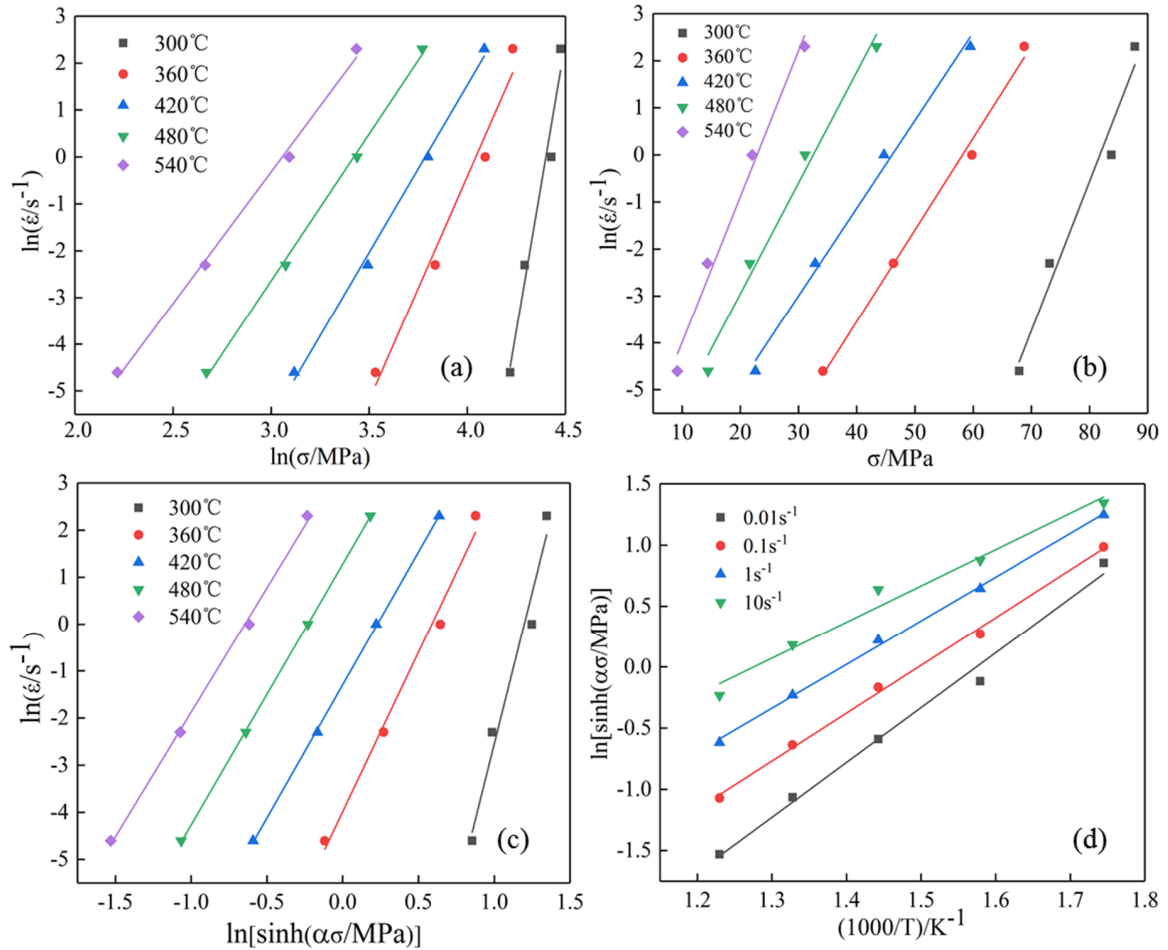 3
2
1
0
-1
-2
-3
-4
-5
ln(έ/s⁻¹)
300℃
360℃
420℃
480℃
540℃
(a)
2.0 2.5 3.0 3.5 4.0 4.5
ln(σ/MPa)
3
2
1
0
-1
-2
-3
-4
-5
ln(έ/s⁻¹)
300℃
360℃
420℃
480℃
540℃
(b)
10 20 30 40 50 60 70 80 90
σ/MPa
3
2
1
0
-1
-2
-3
-4
-5
ln(έ/s⁻¹)
300℃
360℃
420℃
480℃
540℃
(c)
-1.5 -1.0 -0.5 0.0 0.5 1.0 1.5
ln[sinh(ασ/MPa)]
1.5
1.0
0.5
0.0
-0.5
-1.0
-1.5
ln[sinh(ασ/MPa)]
0.01s⁻¹
0.1s⁻¹
1s⁻¹
10s⁻¹
(d)
1.2 1.3 1.4 1.5 1.6 1.7 1.8
(1000/T)/K⁻¹